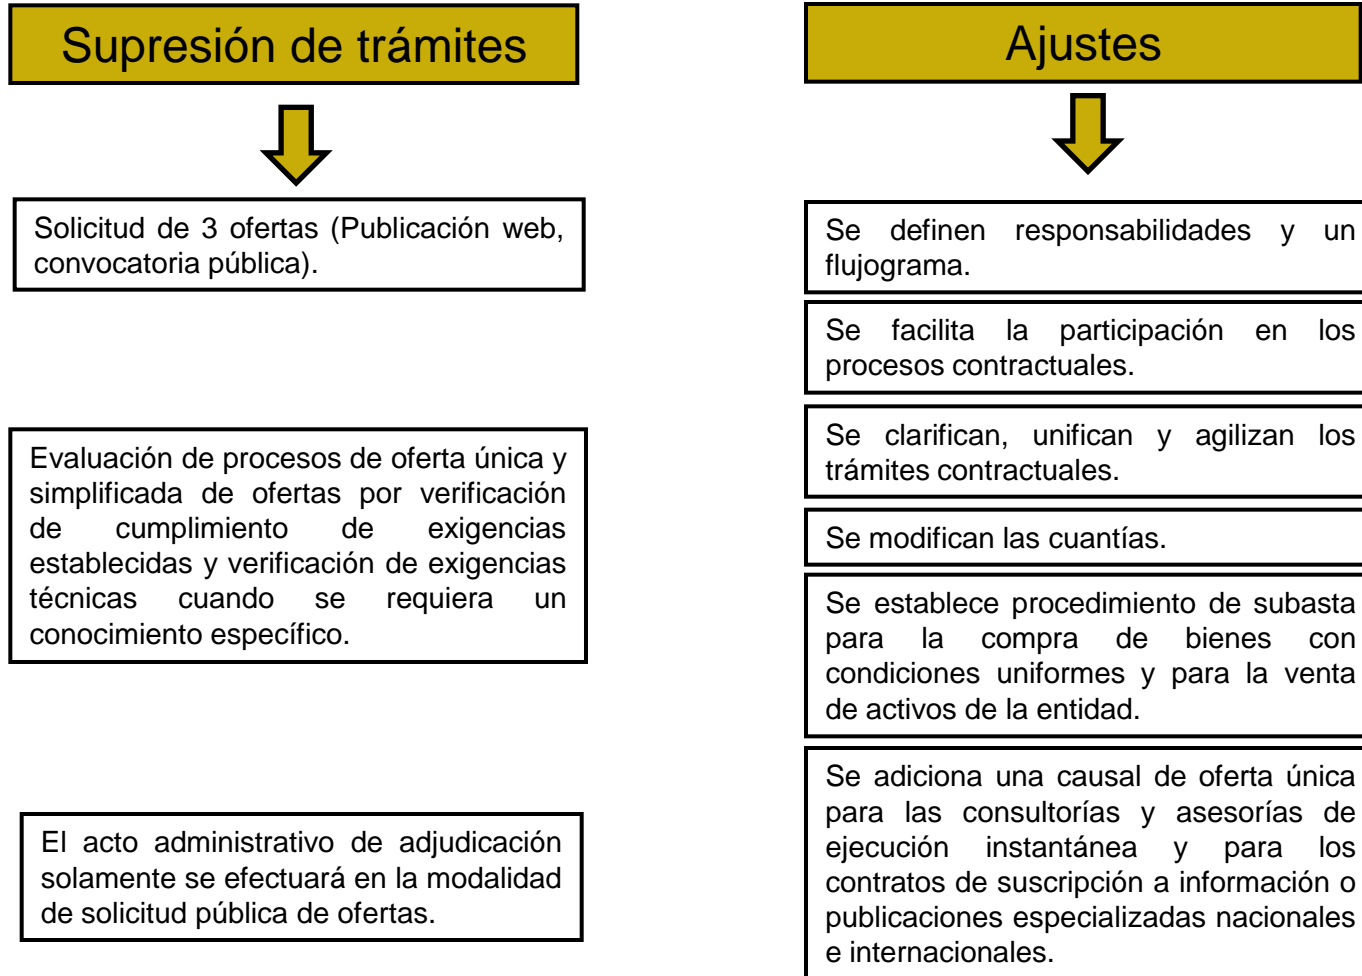 Supresión de trámites
Solicitud de 3 ofertas (Publicación web,
convocatoria pública).
Evaluación de procesos de oferta única y
simplificada de ofertas por verificación
de cumplimiento de exigencias
establecidas y verificación de exigencias
técnicas cuando se requiera un
conocimiento específico.
El acto administrativo de adjudicación
solamente se efectuará en la modalidad
de solicitud pública de ofertas.
Ajustes
Se definen responsabilidades y un
flujograma.
Se facilita la participación en los
procesos contractuales.
Se clarifican, unifican y agilizan los
trámites contractuales.
Se modifican las cuantías.
Se establece procedimiento de subasta
para la compra de bienes con
condiciones uniformes y para la venta
de activos de la entidad.
Se adiciona una causal de oferta única
para las consultorías y asesorías de
ejecución instantánea y para los
contratos de suscripción a información o
publicaciones especializadas nacionales
e internacionales.